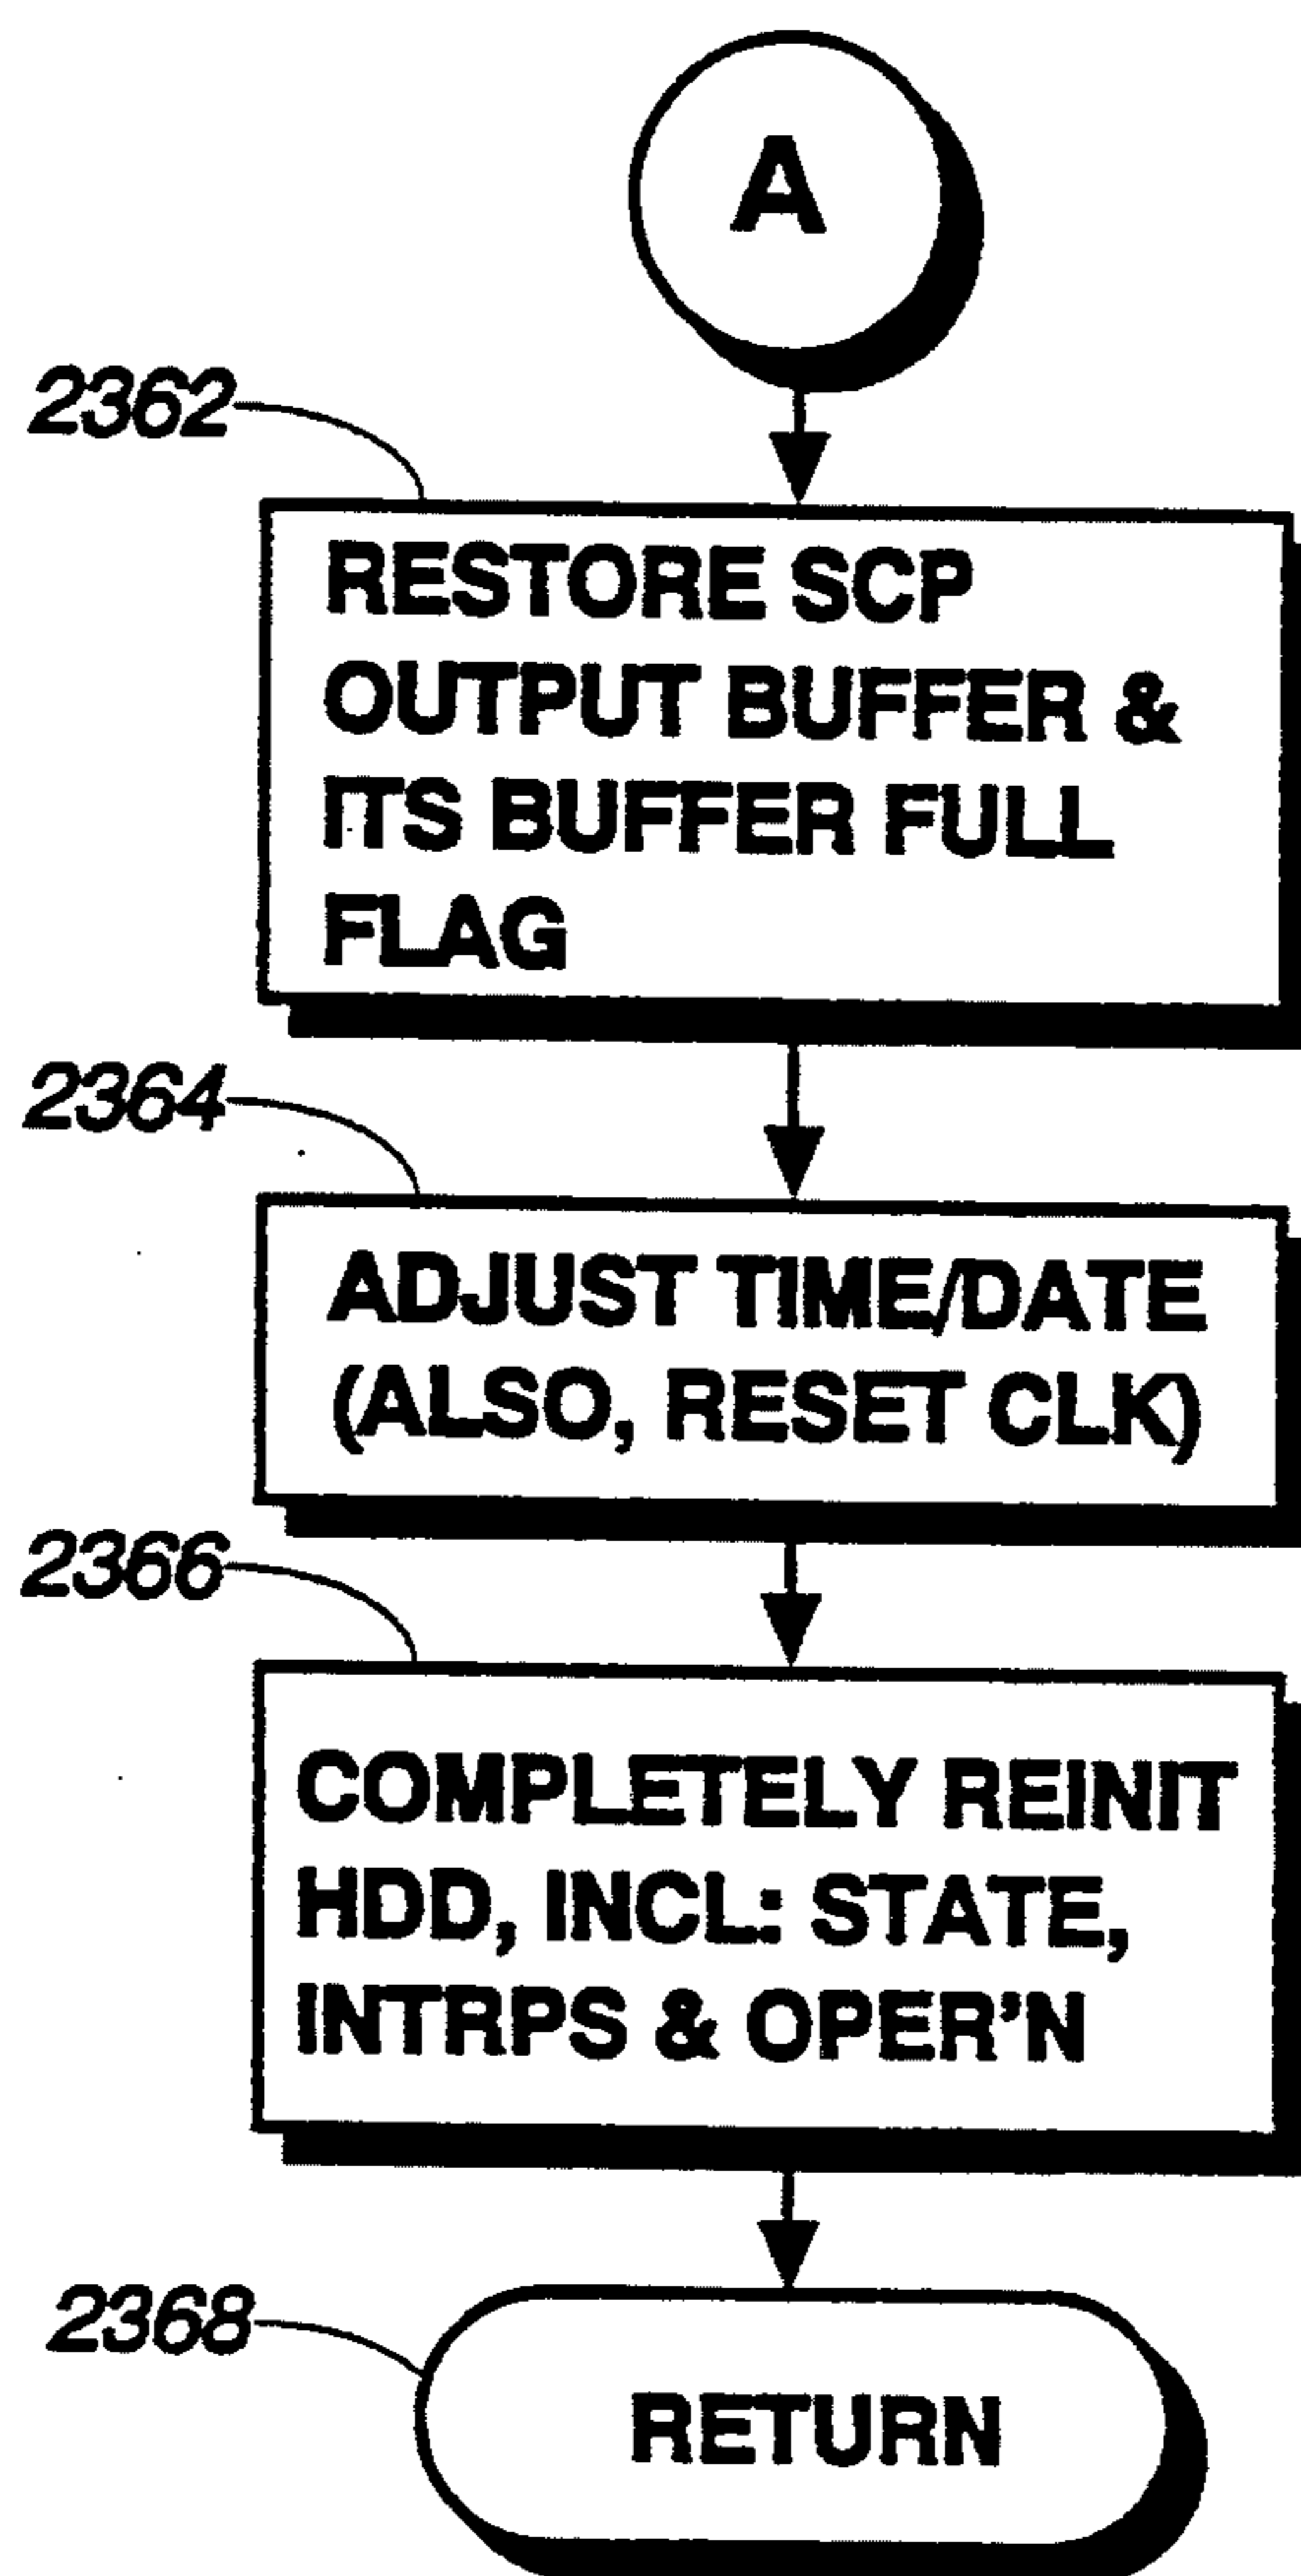 A
2362
RESTORE SCP
OUTPUT BUFFER &
ITS BUFFER FULL
FLAG
2364
ADJUST TIME/DATE
(ALSO, RESET CLK)
2366
COMPLETELY REINIT
HDD, INCL: STATE,
INTRPS & OPER'N
2368
RETURN